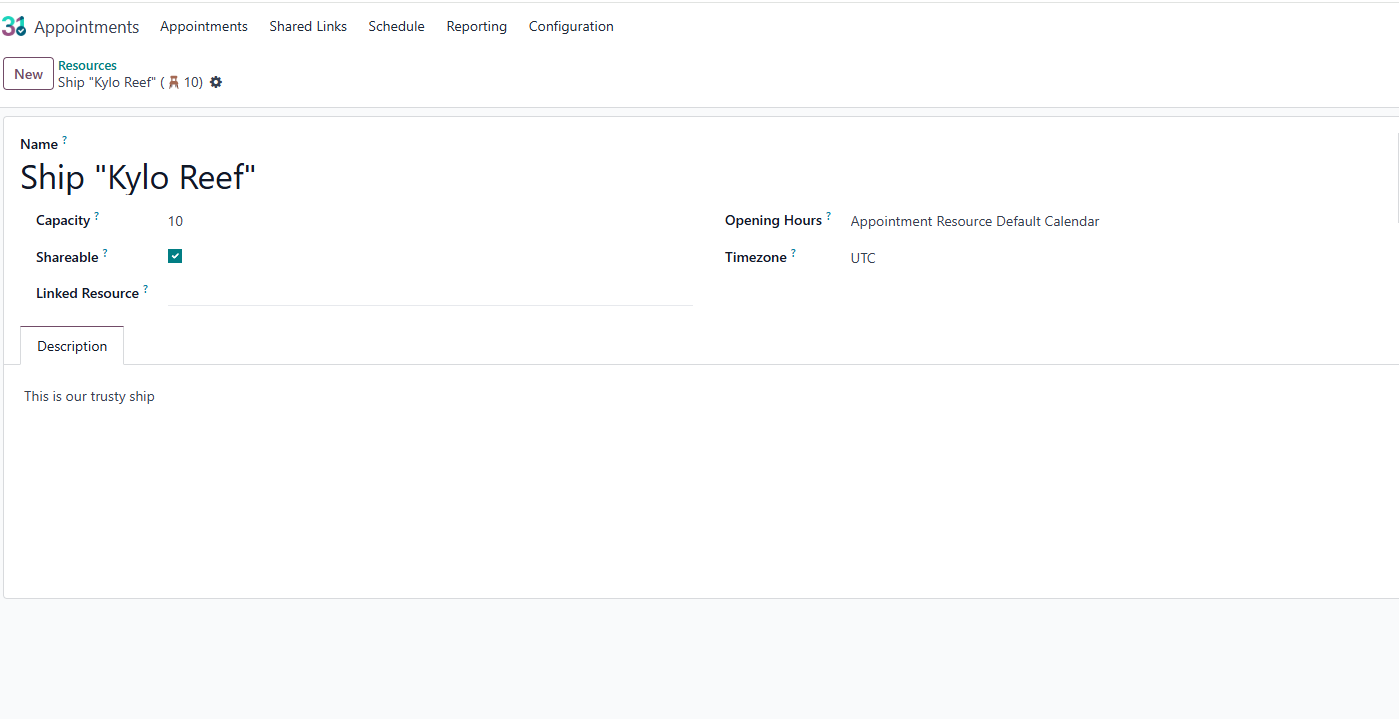 31 Appointments Appointments Shared Links Schedule Reporting Configuration
New
Resources
Ship "Kylo Reef" ( 10)
Name ?
Ship "Kylo Reef"
Capacity ? 10
Opening Hours ? Appointment Resource Default Calendar
Shareable ?
Timezone ? UTC
Linked Resource ?
Description
This is our trusty ship